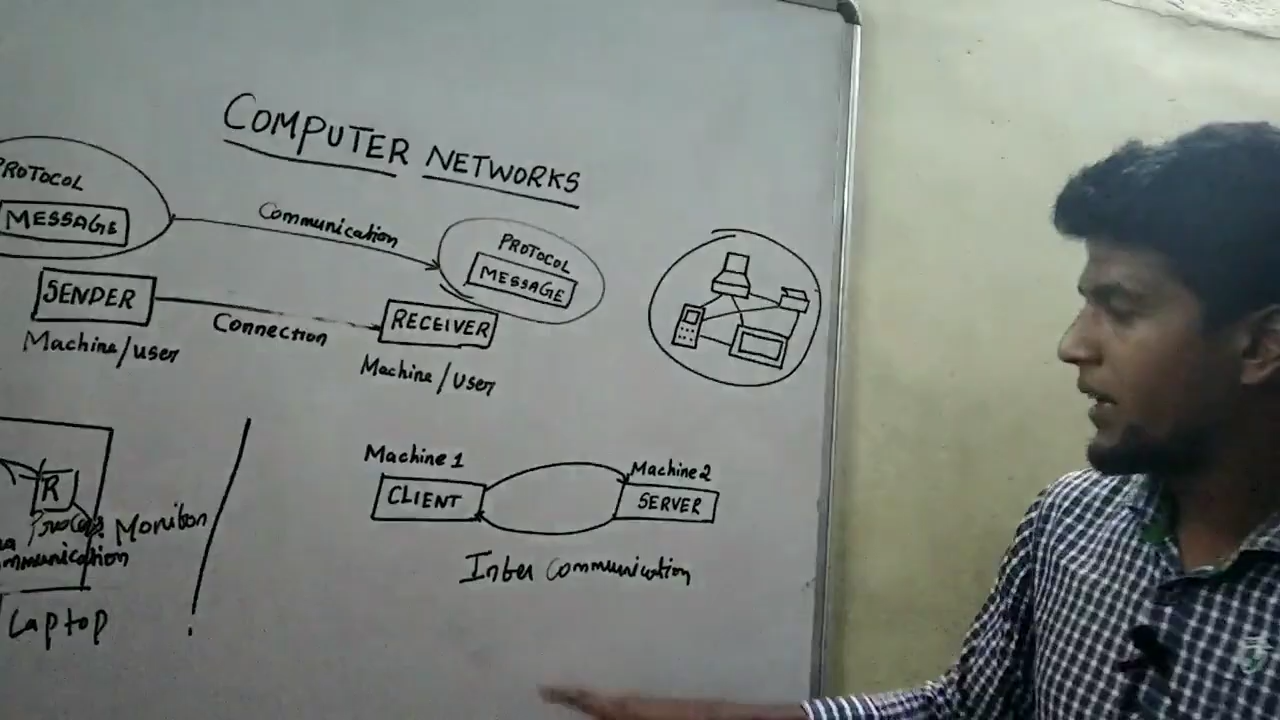 COMPUTER NETWORKS
PROTOCOL
MESSAGE
Communication
PROTOCOL
MESSAGE
SENDER
Connection
RECEIVER
Machine/user
Machine/user
R
Monitor
Laptop
Machine 1
CLIENT
Machine 2
SERVER
Inter Communication